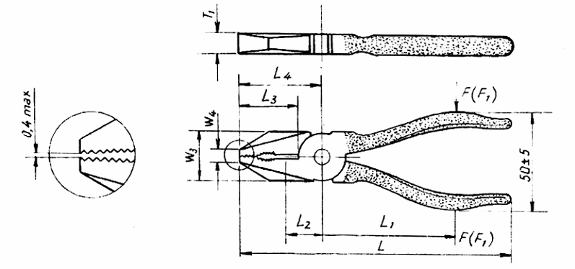 T₁
L₄
L₃
F(F₁)
0,4 max
W₄
W₃
50±5
L₂
L₁
F(F₁)
L